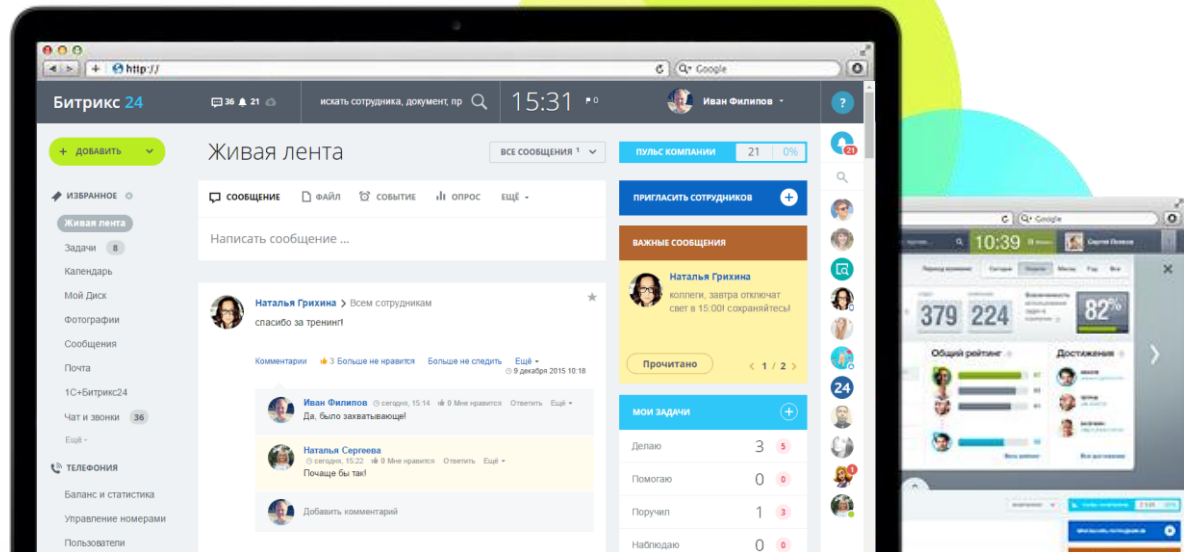 http://
Google
Битрикс 24
36 21
искать сотрудника, документ, пр
15:31
0
Иван Филипов
?
+ ДОБАВИТЬ
Живая лента
ВСЕ СООБЩЕНИЯ 1
ПУЛЬС КОМПАНИИ 21 0%
21
ИЗБРАННОЕ
Живая лента
Задачи 8
Календарь
Мой Диск
Фотографии
Сообщения
Почта
1С+Битрикс24
Чат и звонки 36
Ещё
ТЕЛЕФОНИЯ
Баланс и статистика
Управление номерами
Пользователи
СООБЩЕНИЕ ФАЙЛ СОБЫТИЕ ОПРОС ЕЩЁ
Написать сообщение ...
Наталья Грихина > Всем сотрудникам
спасибо за тренинг!
Комментарии 3 Больше не нравится Больше не следить Ещё
9 декабря 2015 10:18
Иван Филипов сегодня, 15:14 0 Мне нравится Ответить Ещё
Да, было захватывающе!
Наталья Сергеева
сегодня, 15:22 0 Мне нравится Ответить Ещё
Почаще бы так!
Добавить комментарий
ПРИГЛАСИТЬ СОТРУДНИКОВ +
ВАЖНЫЕ СООБЩЕНИЯ
Наталья Грихина
коллеги, завтра отключат
свет в 15:00! сохраняйтесь!
Прочитано
< 1 / 2 >
МОИ ЗАДАЧИ +
Делаю 3 5
Помогаю 0 0
Поручил 1 3
Наблюдаю 0 0
24
1
Google
10:39
Сегодня
Неделя
Месяц
Год
Все
379 224
82%
Общий рейтинг
Достижения